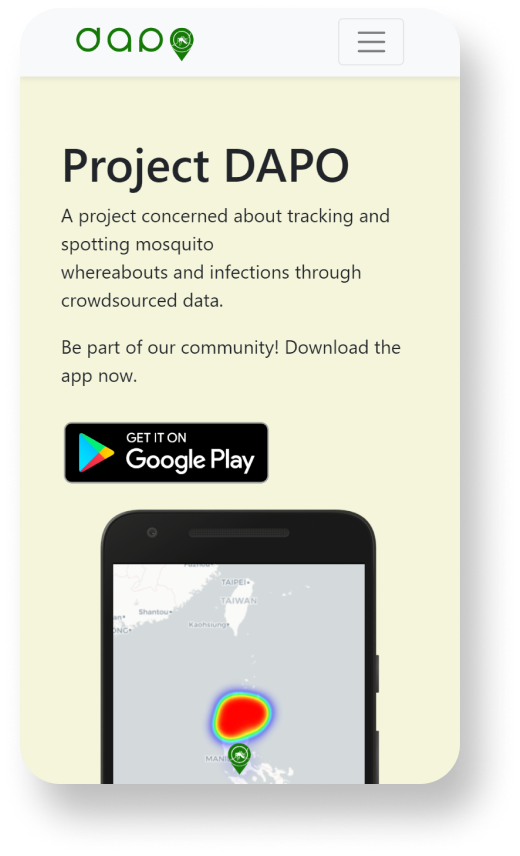 dapo
Project DAPO
A project concerned about tracking and
spotting mosquito
whereabouts and infections through
crowdsourced data.
Be part of our community! Download the
app now.
GET IT ON
Google Play
TAIPEI
TAIWAN
Shantou
Kaohsiung